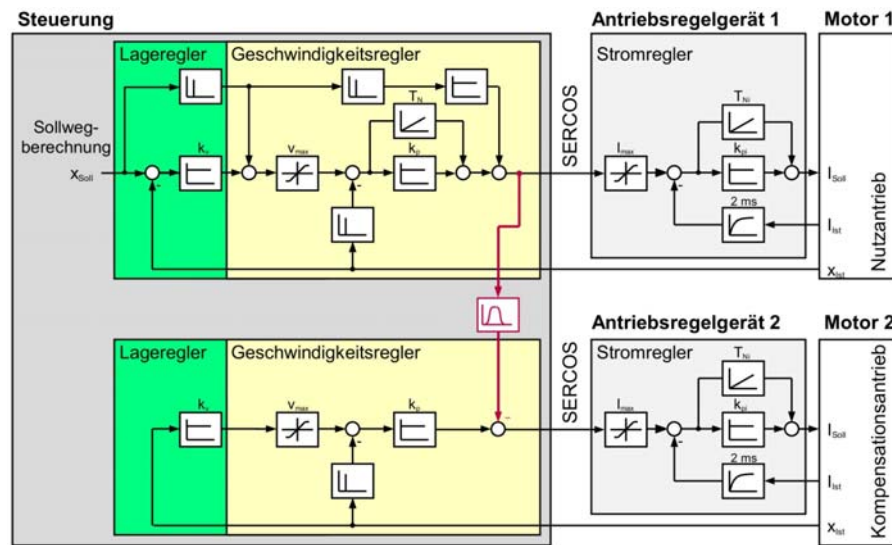 Steuerung
Antriebsregelgerät 1
Motor 1
Lageregler
Geschwindigkeitsregler
Stromregler
Sollweg-
berechnung
x_Soll
k_v
v_max
T_N
k_p
SERCOS
I_max
T_Ni
k_pi
2 ms
I_Soll
I_Ist
x_Ist
Nutzantrieb
-
-
-
Antriebsregelgerät 2
Motor 2
Lageregler
Geschwindigkeitsregler
Stromregler
k_v
v_max
k_p
-
-
SERCOS
I_max
T_Ni
k_pi
-
2 ms
I_Soll
I_Ist
x_Ist
Kompensationsantrieb